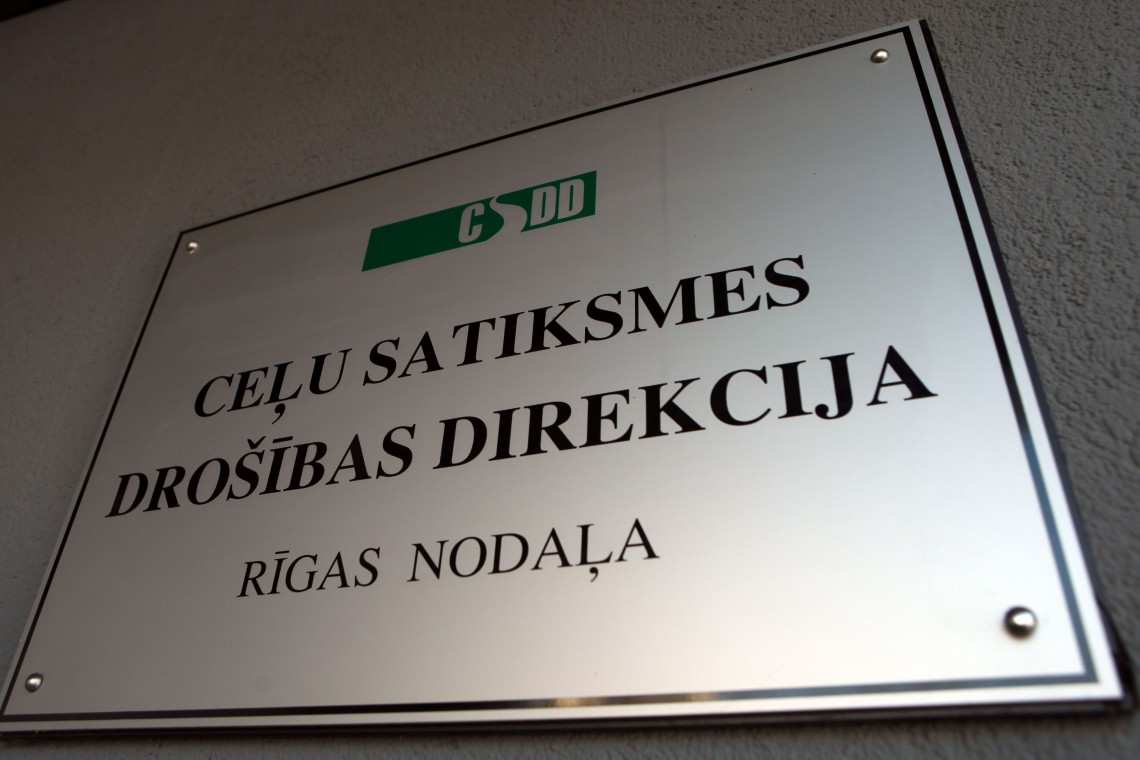 CSDD
CEĻU SATIKSMES
DROŠĪBAS DIREKCIJA
RĪGAS NODAĻA